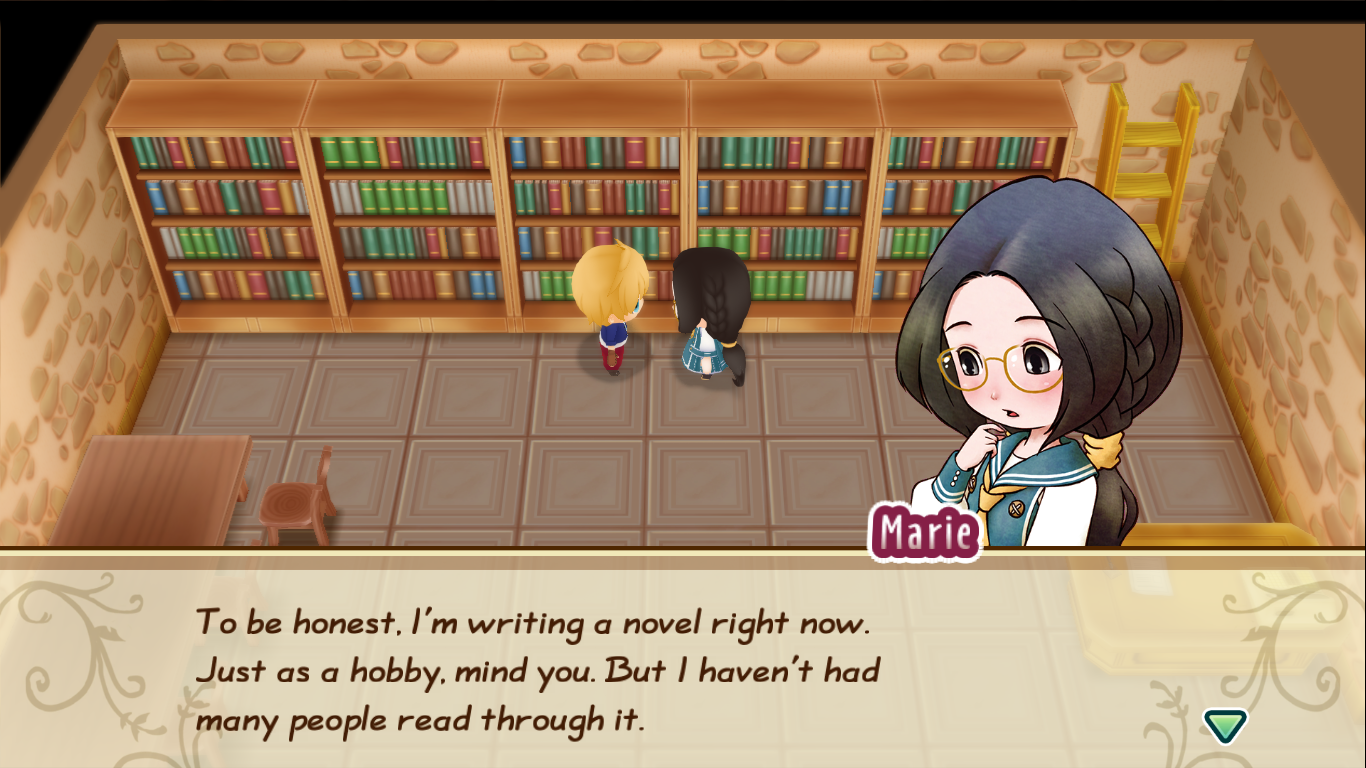 Marie
To be honest, I'm writing a novel right now.
Just as a hobby, mind you. But I haven't had
many people read through it.